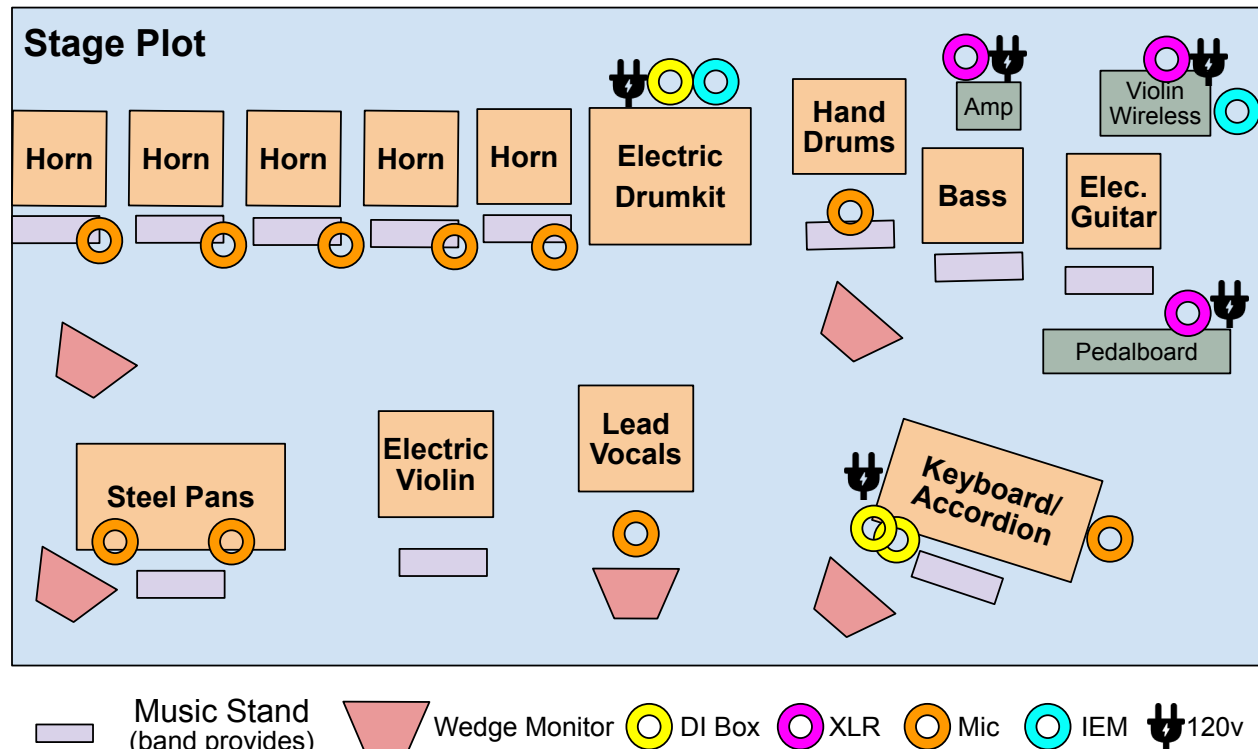 Stage Plot
Horn
Horn
Horn
Horn
Horn
Electric
Drumkit
Hand
Drums
Amp
Bass
Violin
Wireless
Elec.
Guitar
Pedalboard
Steel Pans
Electric
Violin
Lead
Vocals
Keyboard/
Accordion
Music Stand
(band provides)
Wedge Monitor
DI Box
XLR
Mic
IEM
120v